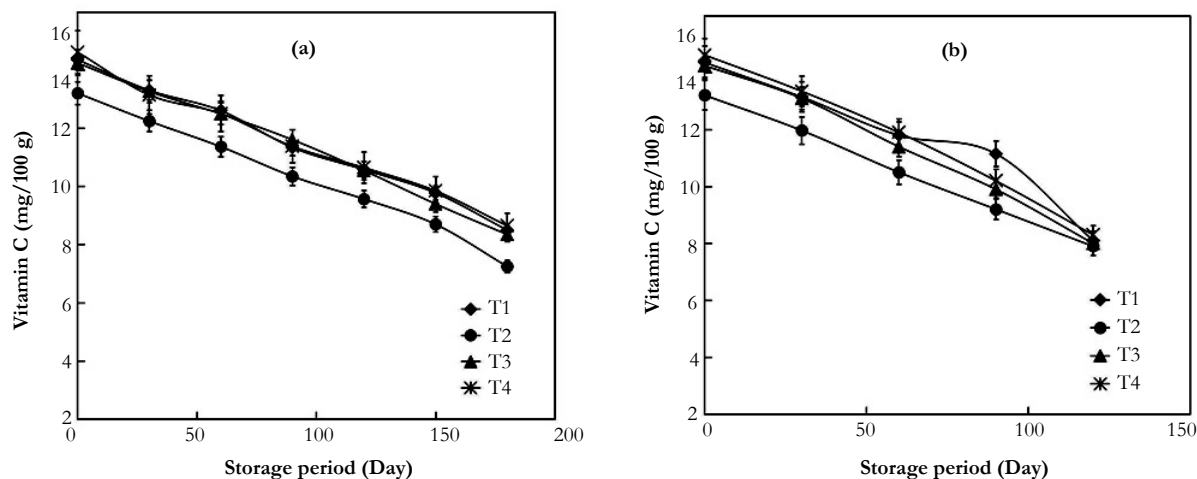 (a)
Vitamin C (mg/100 g)
16
14
12
10
8
6
4
2
0
50
100
150
200
T1
T2
T3
T4
Storage period (Day)
(b)
Vitamin C (mg/100 g)
16
14
12
10
8
6
4
2
0
50
100
150
T1
T2
T3
T4
Storage period (Day)